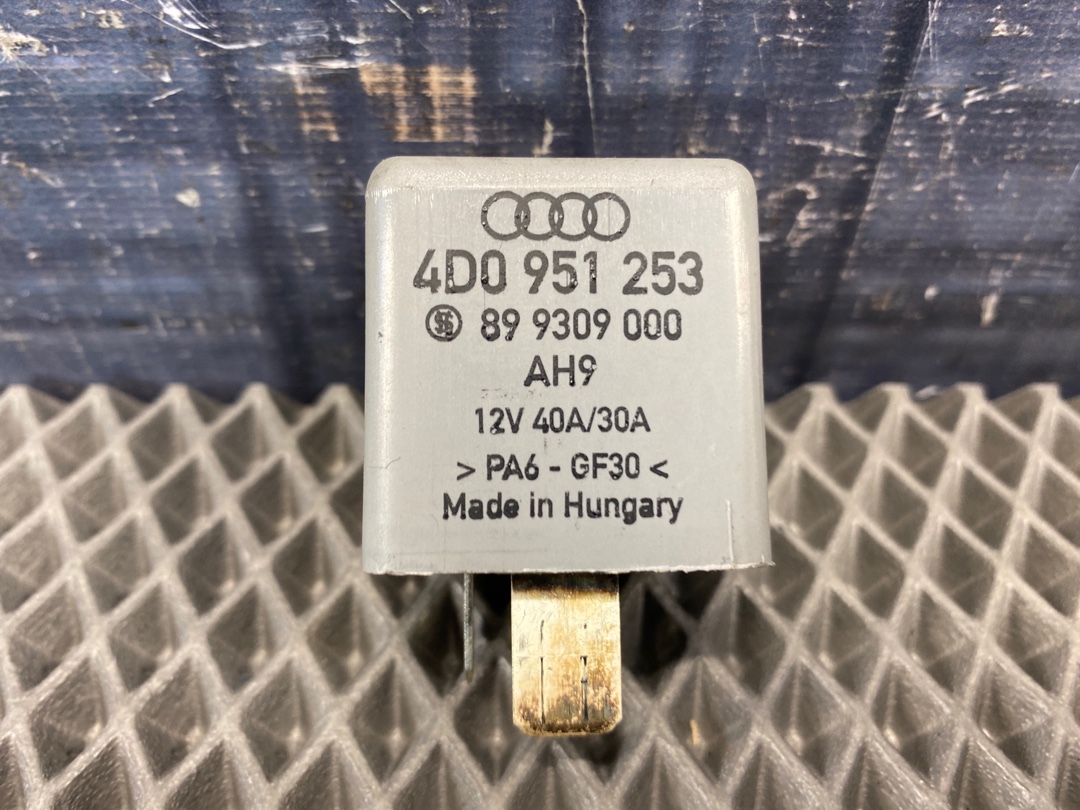 4D0 951 253
89 9309 000
AH9
12V 40A/30A
> PA6 - GF30 <
Made in Hungary